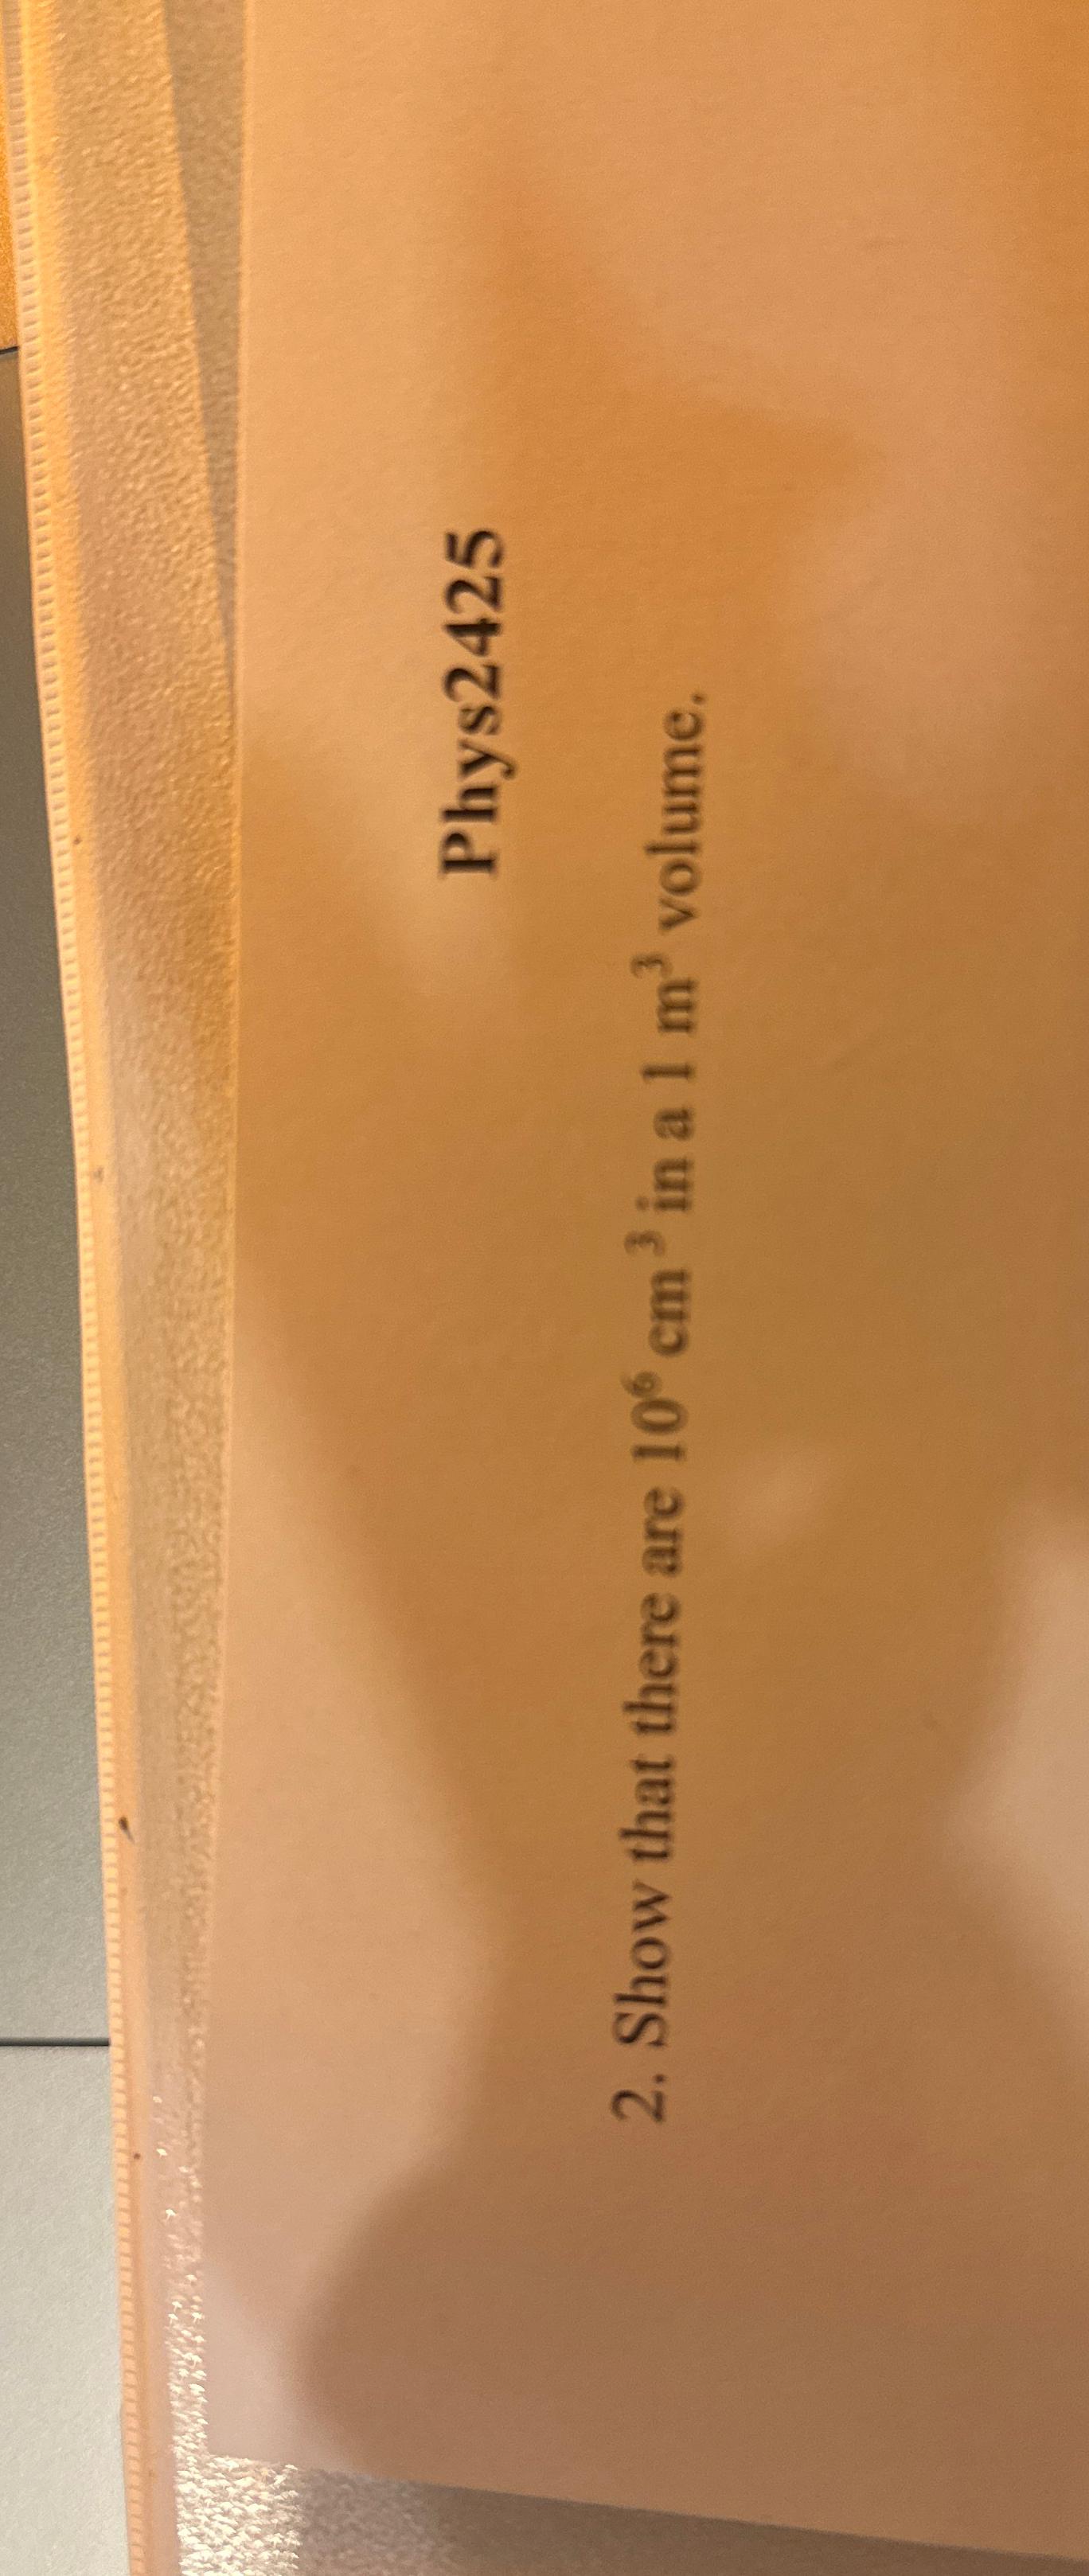 Phys2425
2. Show that there are 10⁶ cm³ in a 1 m³ volume.